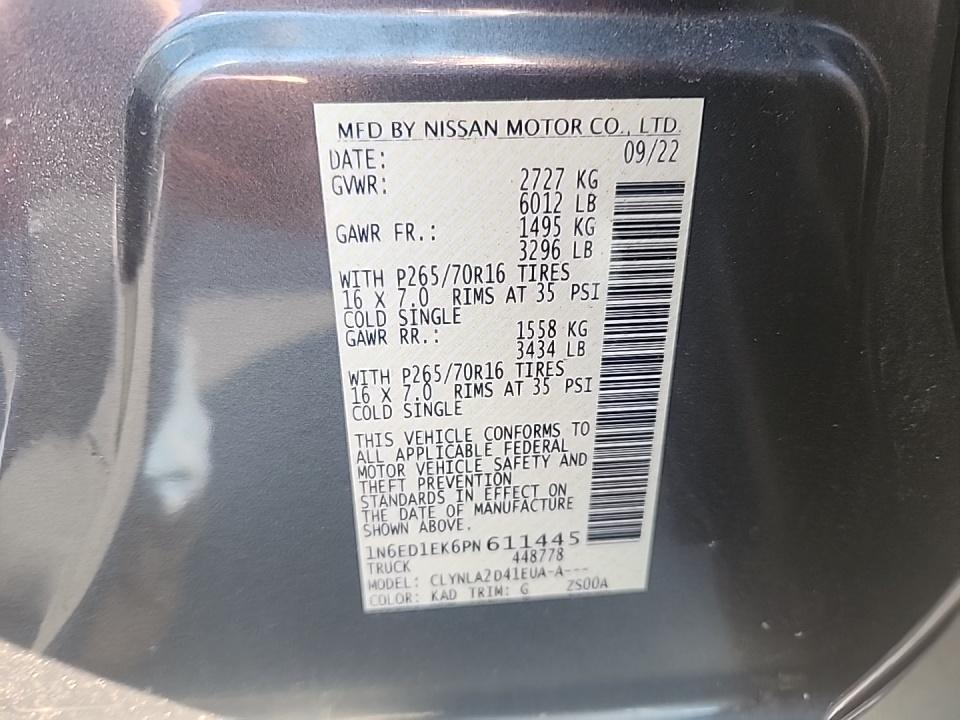 MFD BY NISSAN MOTOR CO., LTD.
DATE: 09/22
GVWR: 2727 KG
6012 LB
GAWR FR.: 1495 KG
3296 LB
WITH P265/70R16 TIRES
16 X 7.0 RIMS AT 35 PSI
COLD SINGLE
GAWR RR.: 1558 KG
3434 LB
WITH P265/70R16 TIRES
16 X 7.0 RIMS AT 35 PSI
COLD SINGLE
THIS VEHICLE CONFORMS TO
ALL APPLICABLE FEDERAL
MOTOR VEHICLE SAFETY AND
THEFT PREVENTION
STANDARDS IN EFFECT ON
THE DATE OF MANUFACTURE
SHOWN ABOVE.
1N6ED1EK6PN611445
TRUCK 448778
MODEL: CLYNLA2D41EUA-A---
COLOR: KAD TRIM: G ZS00A